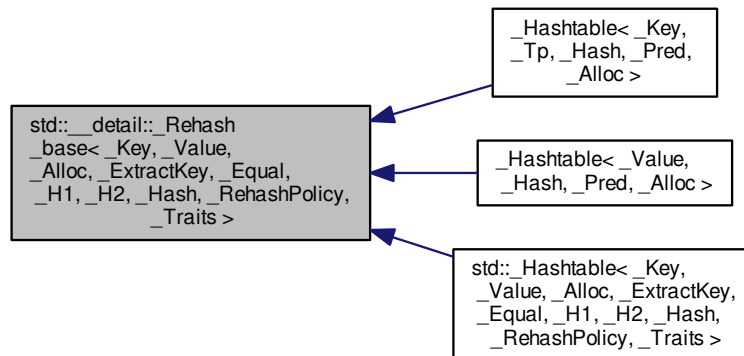 std::__detail::_Rehash
_base< _Key, _Value,
_Alloc, _ExtractKey, _Equal,
_H1, _H2, _Hash, _RehashPolicy,
_Traits >
_Hashtable< _Key,
_Tp, _Hash, _Pred,
_Alloc >
_Hashtable< _Value,
_Hash, _Pred, _Alloc >
std::_Hashtable< _Key,
_Value, _Alloc, _ExtractKey,
_Equal, _H1, _H2, _Hash,
_RehashPolicy, _Traits >